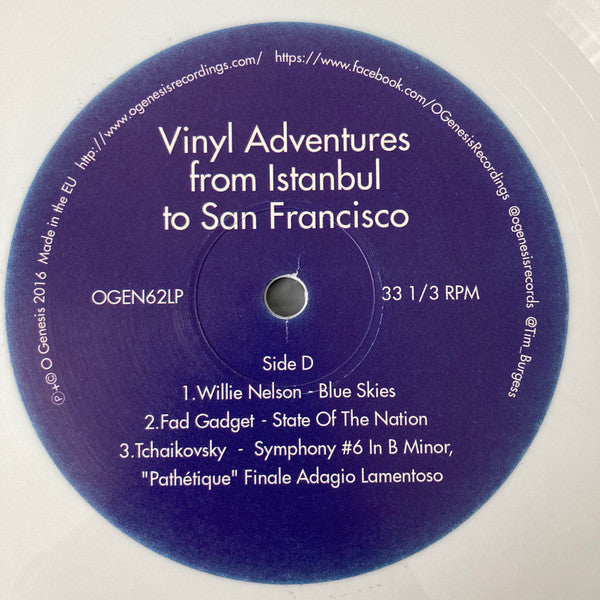 ℗+© O Genesis 2016 Made in the EU http://www.ogenesisrecordings.com/ https://www.facebook.com/OGenesisRecordings @ogenesisrecords @Tim_Burgess
Vinyl Adventures
from Istanbul
to San Francisco
OGEN62LP
33 1/3 RPM
Side D
1.Willie Nelson - Blue Skies
2.Fad Gadget - State Of The Nation
3.Tchaikovsky - Symphony #6 In B Minor,
"Pathétique" Finale Adagio Lamentoso